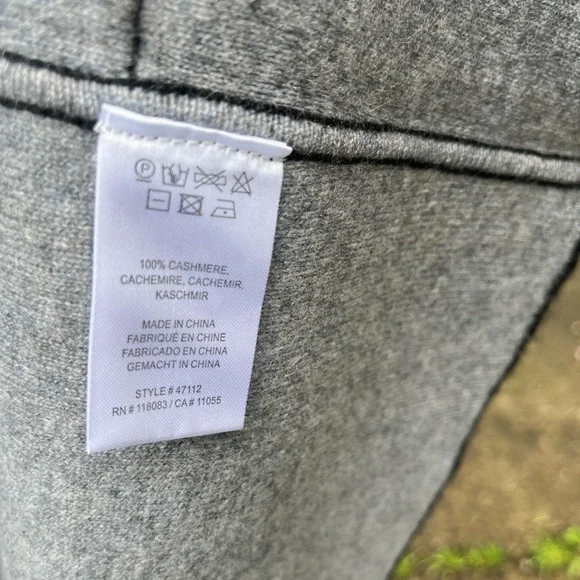 P
100% CASHMERE,
CACHEMIRE, CACHEMIR,
KASCHMIR
MADE IN CHINA
FABRIQUÉ EN CHINE
FABRICADO EN CHINA
GEMACHT IN CHINA
STYLE # 47112
RN # 118083 / CA # 11055